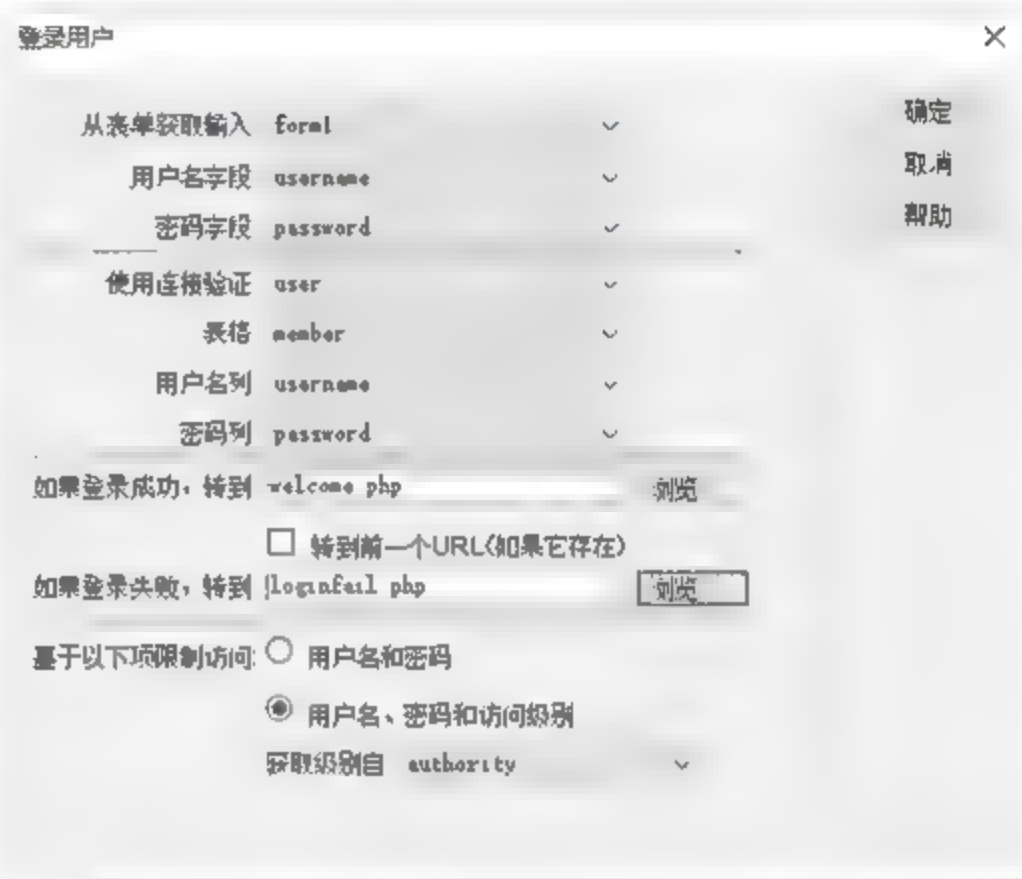 登录用户
从表单获取输入 form1
确定
用户名字段 username
取消
密码字段 password
帮助
使用连接验证 user
表格 member
用户名列 username
密码列 password
如果登录成功，转到 welcome php 浏览
转到前一个URL(如果它存在)
如果登录失败，转到 loginfail php 浏览
基于以下项限制访问: 用户名和密码
用户名、密码和访问级别
获取级别自 authority